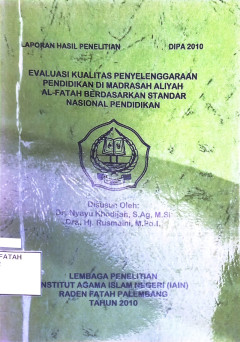 LAPORAN HASIL PENELITIAN DIPA 2010
EVALUASI KUALITAS PENYELENGGARAAN
PENDIDIKAN DI MADRASAH ALIYAH
AL-FATAH BERDASARKAN STANDAR
NASIONAL PENDIDIKAN
Disusun Oleh:
Dr. Nyayu Khodijah, S.Ag, M.Si
Dra. Hj. Rusmaini, M.Pd.I.
FATAH
LEMBAGA PENELITIAN
INSTITUT AGAMA ISLAM NEGERI (IAIN)
RADEN FATAH PALEMBANG
TAHUN 2010